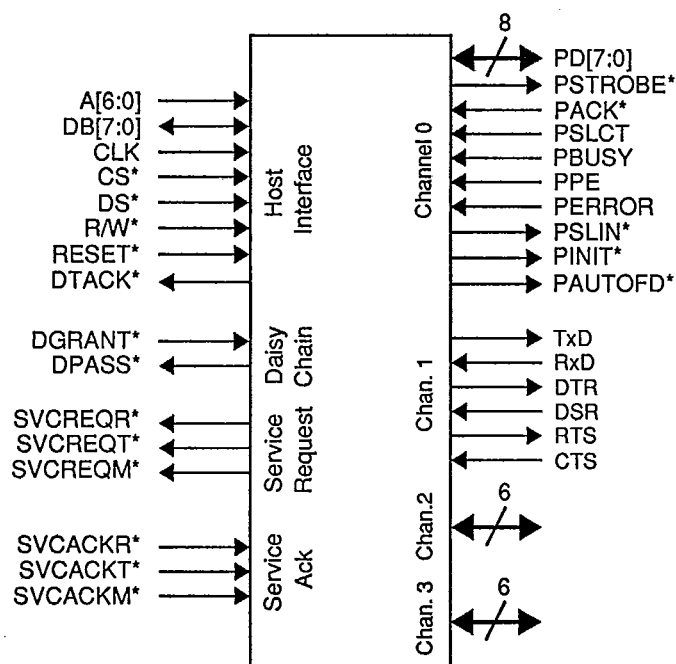 8
PD[7:0]
PSTROBE*
PACK*
PSLCT
PBUSY
PPE
PERROR
PSLIN*
PINIT*
PAUTOFD*
Channel 0
A[6:0]
DB[7:0]
CLK
CS*
DS*
R/W*
RESET*
DTACK*
Host
Interface
DGRANT*
DPASS*
Daisy
Chain
TxD
RxD
DTR
DSR
RTS
CTS
Chan. 1
SVCREQR*
SVCREQT*
SVCREQM*
Service
Request
6
Chan.2
SVCACKR*
SVCACKT*
SVCACKM*
Service
Ack
6
Chan. 3